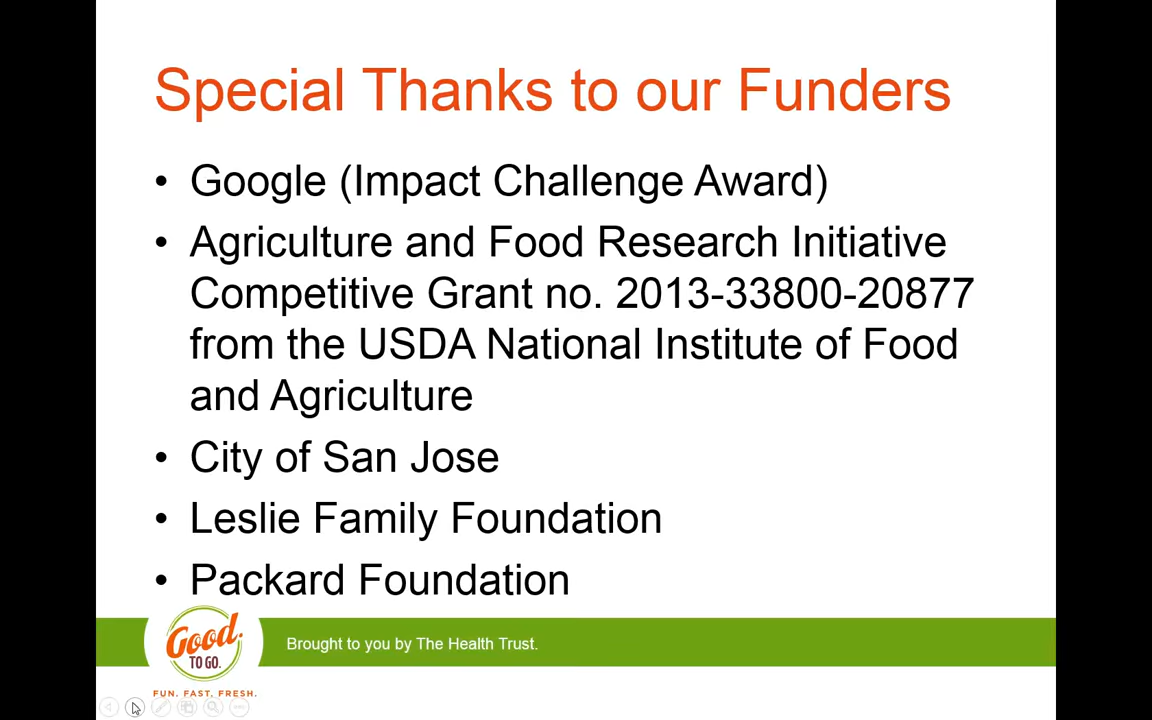 Special Thanks to our Funders
• Google (Impact Challenge Award)
• Agriculture and Food Research Initiative
Competitive Grant no. 2013-33800-20877
from the USDA National Institute of Food
and Agriculture
• City of San Jose
• Leslie Family Foundation
• Packard Foundation
Good.
TO GO.
Brought to you by The Health Trust.
FUN. FAST, FRESH.